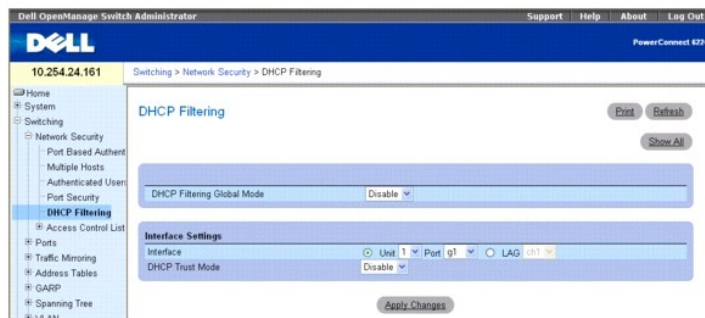 Dell OpenManage Switch Administrator
Support Help About Log Out
DELL
PowerConnect
10.254.24.161
Switching > Network Security > DHCP Filtering
Home
System
Switching
Network Security
Port Based Authent
Multiple Hosts
Authenticated User
Port Security
DHCP Filtering
Access Control List
Ports
Traffic Mirroring
Address Tables
GARP
Spanning Tree
VLAN
DHCP Filtering
Print Refresh
Show All
DHCP Filtering Global Mode Disable
Interface Settings
Interface Unit 1 Port g1 LAG ch1
DHCP Trust Mode Disable
Apply Changes